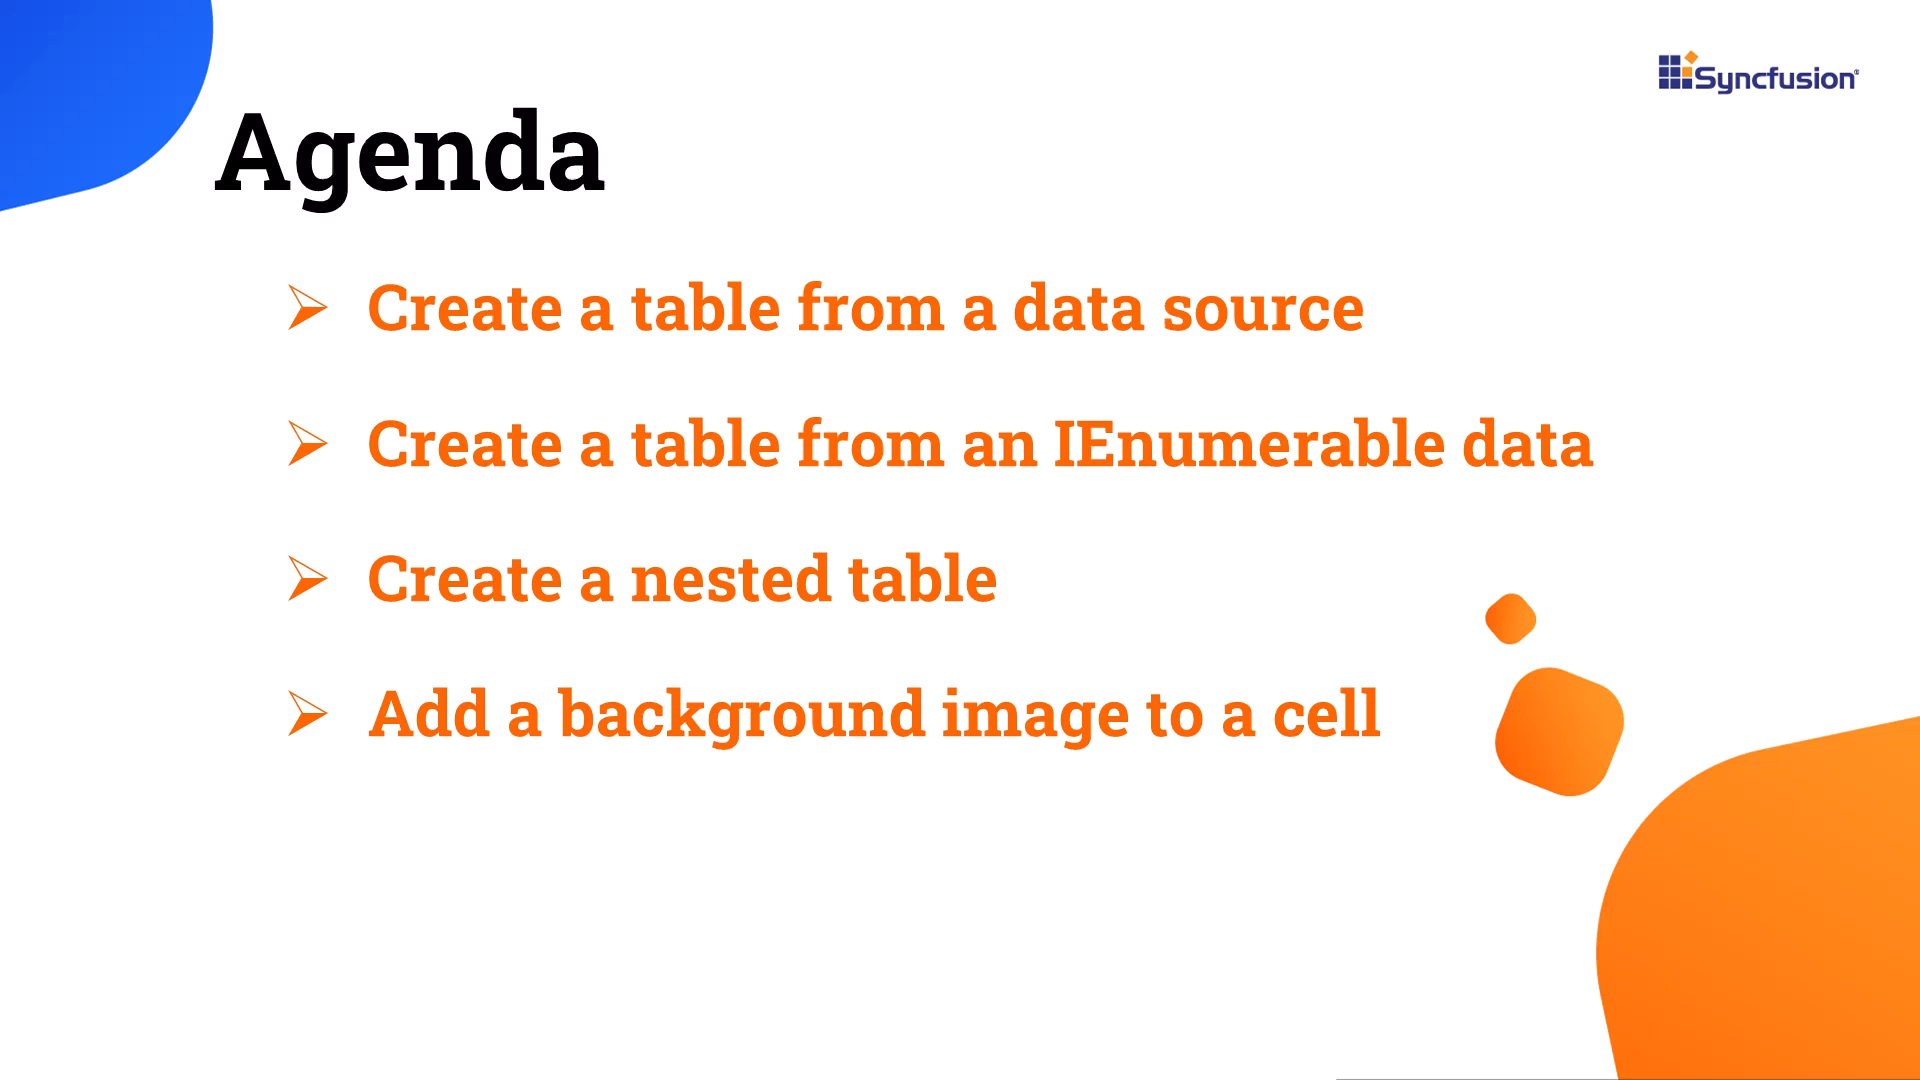 Syncfusion®
Agenda
➢ Create a table from a data source
➢ Create a table from an IEnumerable data
➢ Create a nested table
➢ Add a background image to a cell